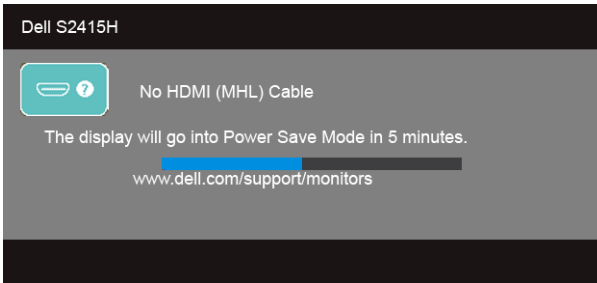 Dell S2415H
?
No HDMI (MHL) Cable
The display will go into Power Save Mode in 5 minutes.
www.dell.com/support/monitors